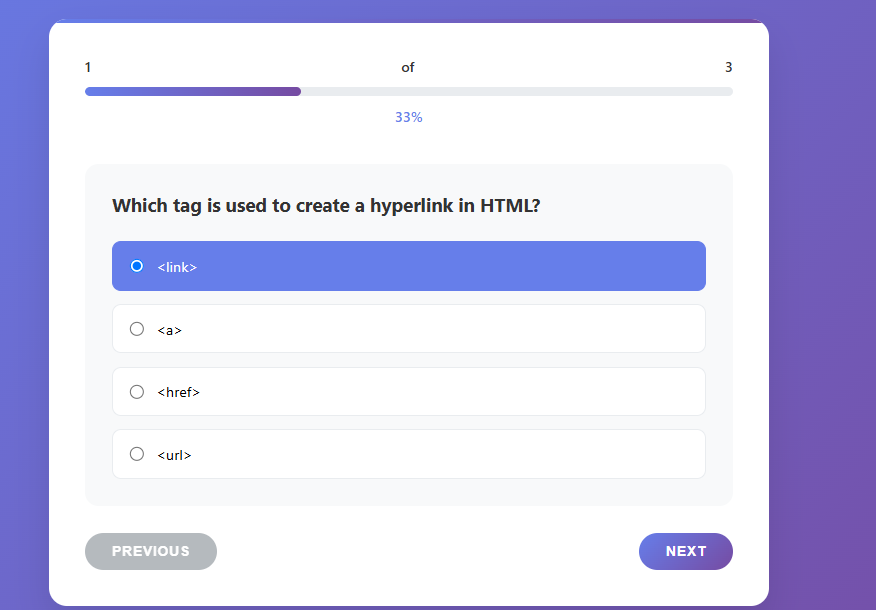 1 of 3
33%
Which tag is used to create a hyperlink in HTML?
<link>
<a>
<href>
<url>
PREVIOUS NEXT